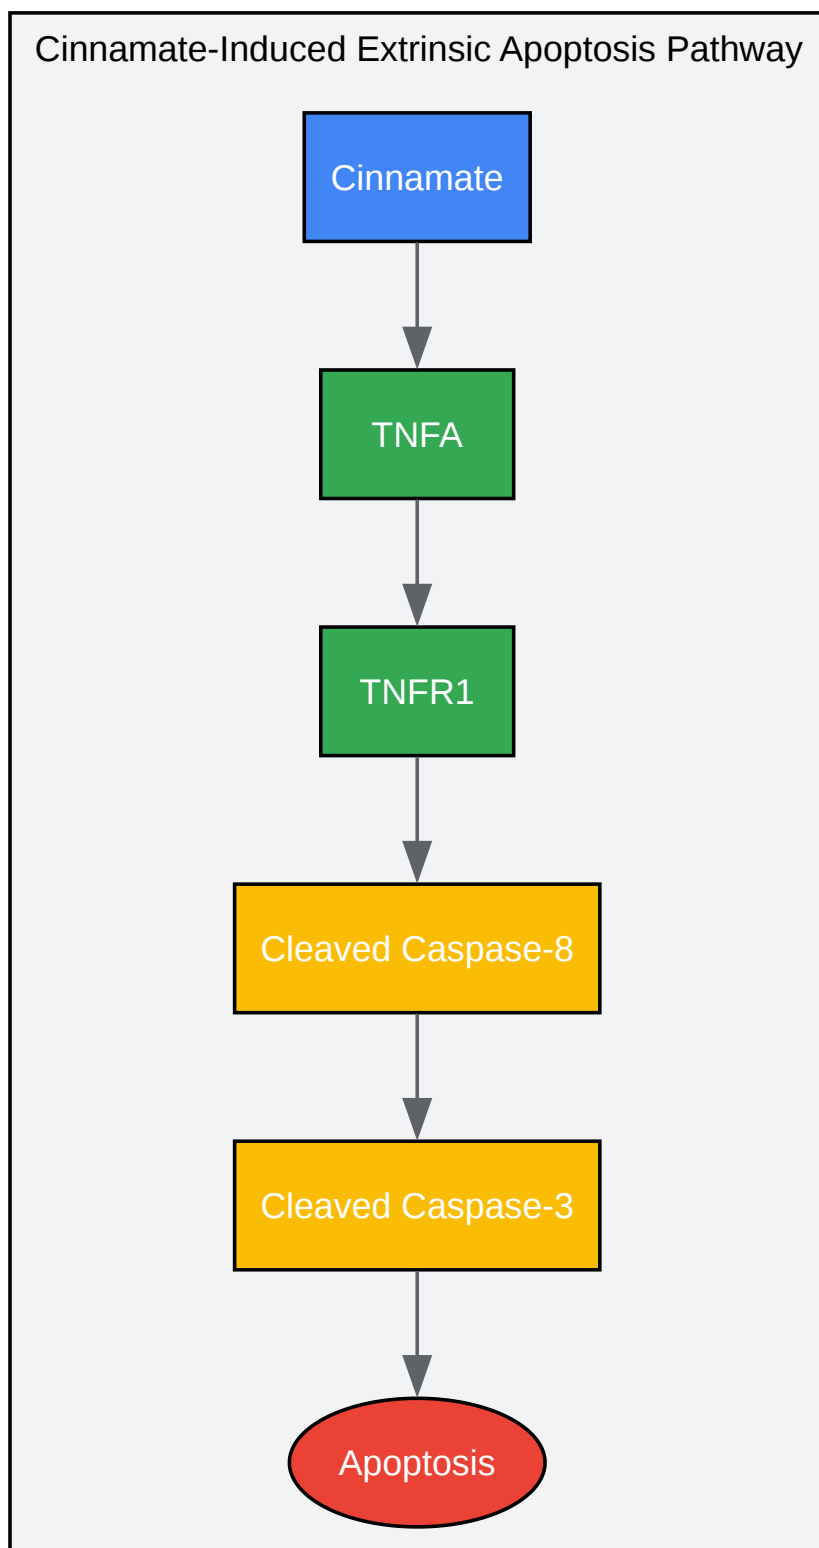 Cinnamate-Induced Extrinsic Apoptosis Pathway
Cinnamate
TNFA
TNFR1
Cleaved Caspase-8
Cleaved Caspase-3
Apoptosis